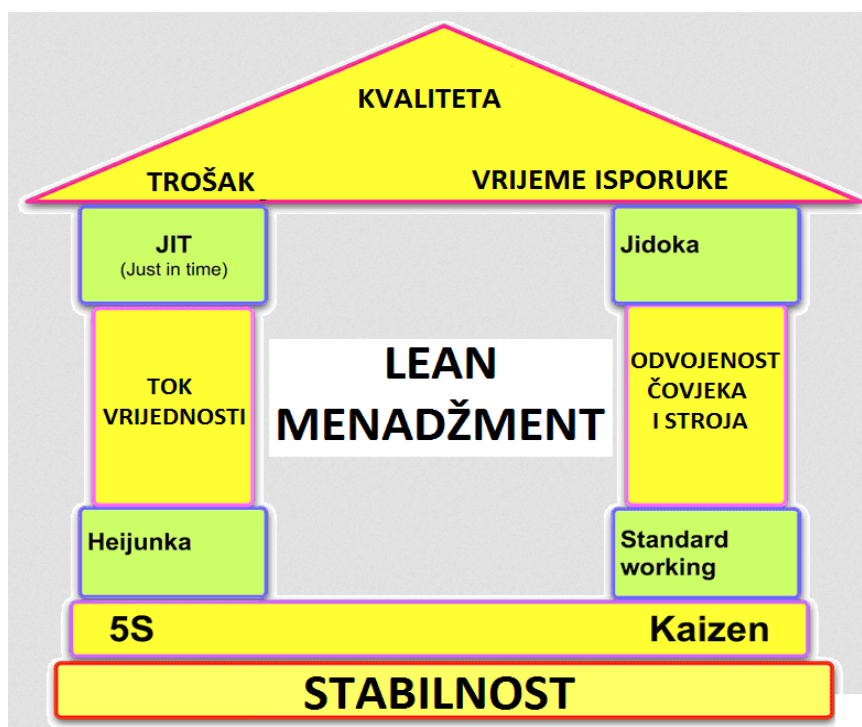 KVALITETA
TROŠAK
VRIJEME ISPORUKE
JIT
(Just in time)
Jidoka
TOK
VRIJEDNOSTI
LEAN
MENADŽMENT
ODVOJENOST
ČOVJEKA
I STROJA
Heijunka
Standard
working
5S
Kaizen
STABILNOST